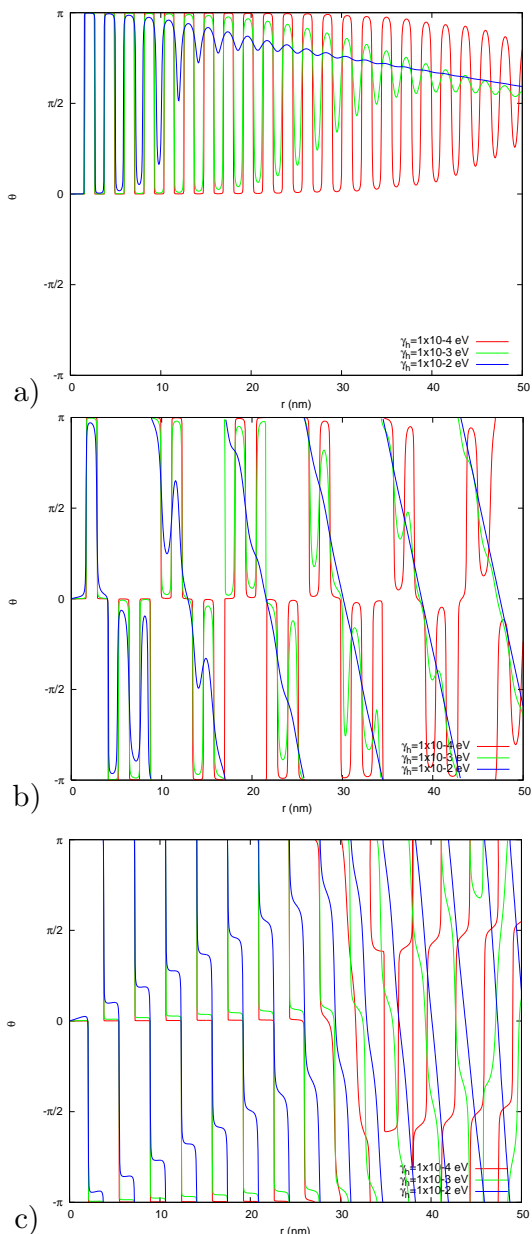 π
π/2
0
-π/2
-π
θ
γh=1x10-4 eV
γh=1x10-3 eV
γh=1x10-2 eV
0 10 20 30 40 50
r (nm)
a)
π
π/2
0
-π/2
-π
θ
γh=1x10-4 eV
γh=1x10-3 eV
γh=1x10-2 eV
0 10 20 30 40 50
r (nm)
b)
π
π/2
0
-π/2
-π
θ
γh=1x10-4 eV
γh=1x10-3 eV
γh=1x10-2 eV
0 10 20 30 40 50
r (nm)
c)